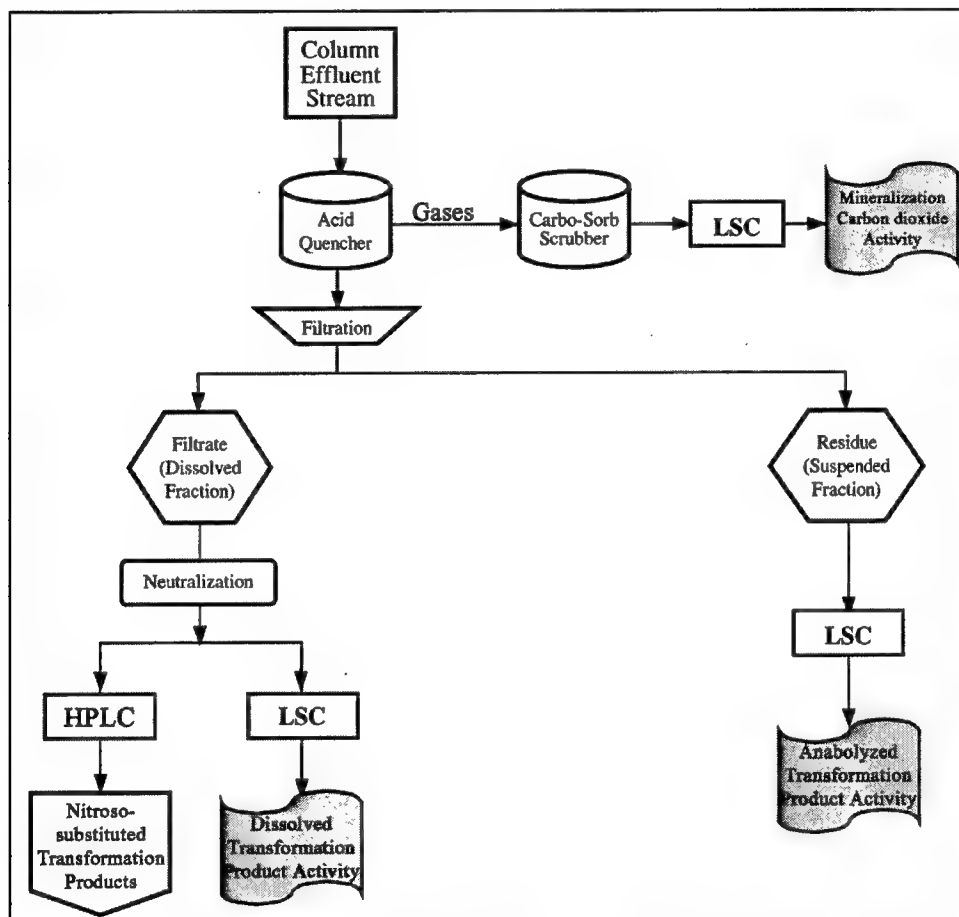 Column
Effluent
Stream
Acid
Quencher
Gases
Carbo-Sorb
Scrubber
LSC
Mineralization
Carbon dioxide
Activity
Filtration
Filtrate
(Dissolved
Fraction)
Residue
(Suspended
Fraction)
Neutralization
LSC
HPLC
LSC
Anabolyzed
Transformation
Product Activity
Nitroso-
substituted
Transformation
Products
Dissolved
Transformation
Product Activity